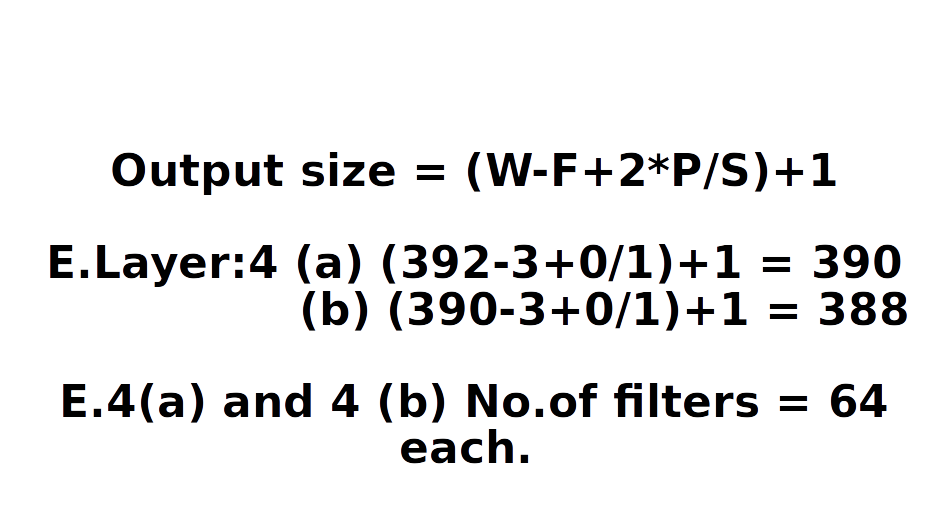 Output size = (W-F+2*P/S)+1
E.Layer:4 (a) (392-3+0/1)+1 = 390
(b) (390-3+0/1)+1 = 388
E.4(a) and 4 (b) No.of filters = 64
each.